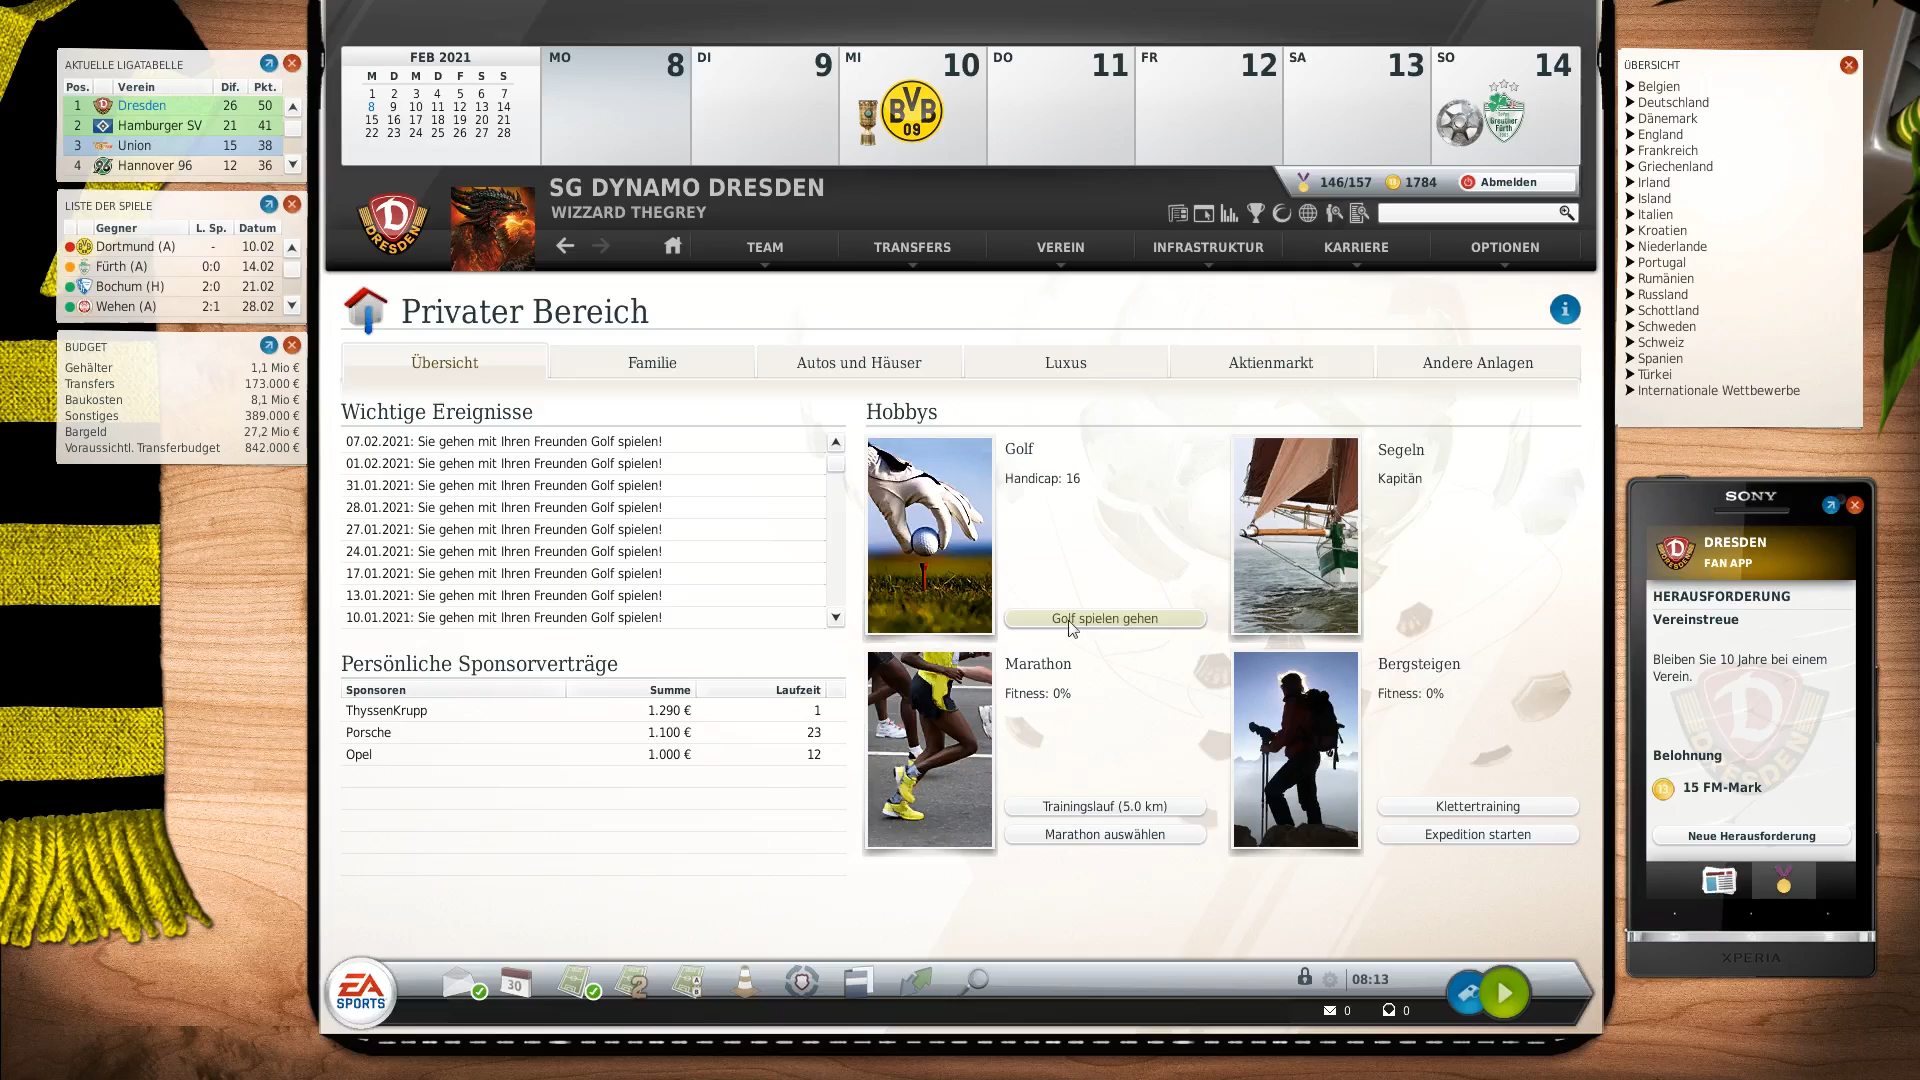 AKTUELLE LIGATABELLE
Pos. Verein Dif. Pkt.
1 Dresden 26 50
2 Hamburger SV 21 41
3 Union 15 38
4 Hannover 96 12 36
LISTE DER SPIELE
Gegner L. Sp. Datum
Dortmund (A) - 10.02
Fürth (A) 0:0 14.02
Bochum (H) 2:0 21.02
Wehen (A) 2:1 28.02
BUDGET
Gehälter 1,1 Mio €
Transfers 173.000 €
Baukosten 8,1 Mio €
Sonstiges 389.000 €
Bargeld 27,2 Mio €
Voraussichtl. Transferbudget 842.000 €
FEB 2021
M D M D F S S
1 2 3 4 5 6 7
8 9 10 11 12 13 14
15 16 17 18 19 20 21
22 23 24 25 26 27 28
MO 8
DI 9
MI 10
BVB 09
DO 11
FR 12
SA 13
SO 14
Greuther Fürth
SG DYNAMO DRESDEN
WIZZARD THEGREY
D
DRESDEN
146/157 1784 Abmelden
TEAM TRANSFERS VEREIN INFRASTRUKTUR KARRIERE OPTIONEN
Privater Bereich
Übersicht Familie Autos und Häuser Luxus Aktienmarkt Andere Anlagen
Wichtige Ereignisse
07.02.2021: Sie gehen mit Ihren Freunden Golf spielen!
01.02.2021: Sie gehen mit Ihren Freunden Golf spielen!
31.01.2021: Sie gehen mit Ihren Freunden Golf spielen!
28.01.2021: Sie gehen mit Ihren Freunden Golf spielen!
27.01.2021: Sie gehen mit Ihren Freunden Golf spielen!
24.01.2021: Sie gehen mit Ihren Freunden Golf spielen!
17.01.2021: Sie gehen mit Ihren Freunden Golf spielen!
13.01.2021: Sie gehen mit Ihren Freunden Golf spielen!
10.01.2021: Sie gehen mit Ihren Freunden Golf spielen!
Persönliche Sponsorverträge
Sponsoren Summe Laufzeit
ThyssenKrupp 1.290 € 1
Porsche 1.100 € 23
Opel 1.000 € 12
Hobbys
Golf
Handicap: 16
Golf spielen gehen
Segeln
Kapitän
Marathon
Fitness: 0%
Trainingslauf (5.0 km)
Marathon auswählen
Bergsteigen
Fitness: 0%
Klettertraining
Expedition starten
EA SPORTS
30
2
08:13
0 0
ÜBERSICHT
Belgien
Deutschland
Dänemark
England
Frankreich
Griechenland
Irland
Island
Italien
Kroatien
Niederlande
Portugal
Rumänien
Russland
Schottland
Schweden
Schweiz
Spanien
Türkei
Internationale Wettbewerbe
SONY
DRESDEN
FAN APP
HERAUSFORDERUNG
Vereinstreue
Bleiben Sie 10 Jahre bei einem
Verein.
Belohnung
15 FM-Mark
Neue Herausforderung
XPERIA